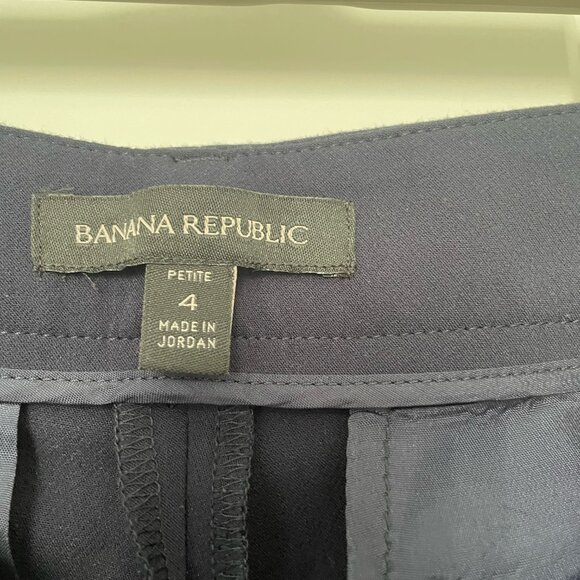 BANANA REPUBLIC
PETITE
4
MADE IN
JORDAN